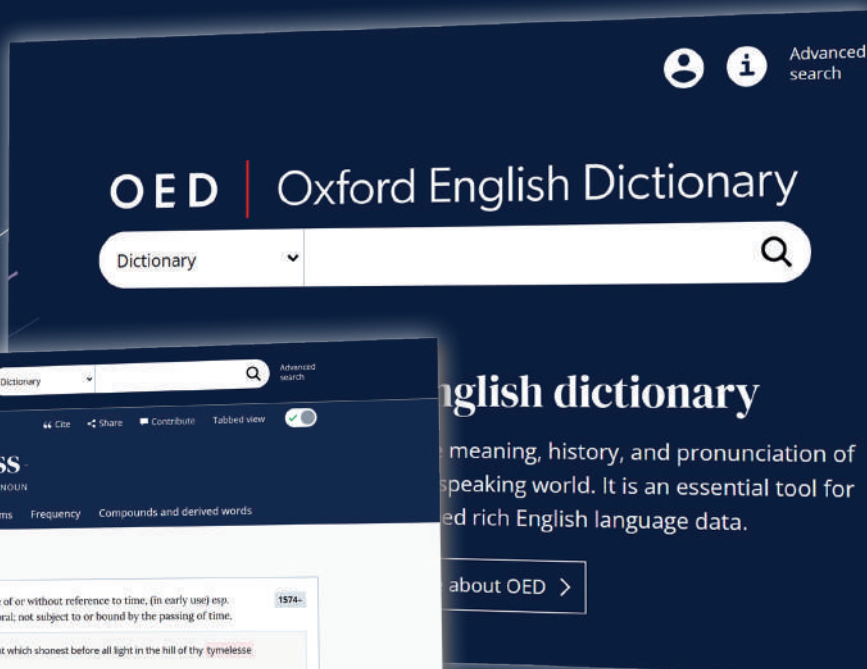 Advanced
search
OED | Oxford English Dictionary
Dictionary
nglish dictionary
meaning, history, and pronunciation of
speaking world. It is an essential tool for
ed rich English language data.
about OED >
Dictionary
Advanced
search
Cite Share Contribute Tabbed view
ss
NOUN
ms Frequency Compounds and derived words
of or without reference to time, (in early use) esp.
1574–
ral; not subject to or bound by the passing of time.
t which shonest before all light in the hill of thy tymelesse